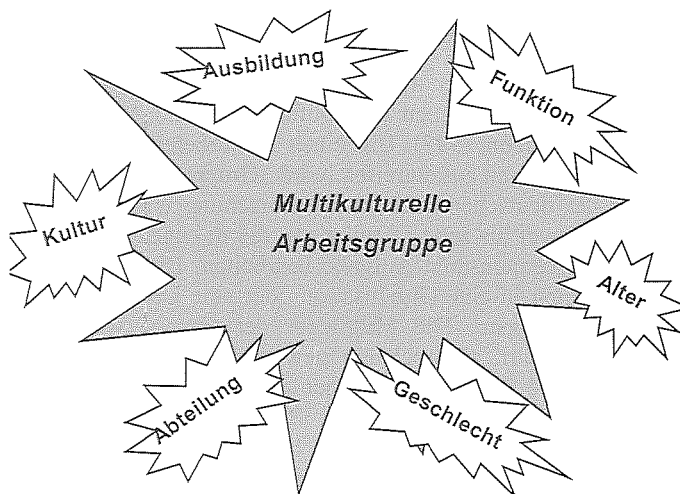 Ausbildung
Funktion
Multikulturelle
Arbeitsgruppe
Kultur
Alter
Abteilung
Geschlecht